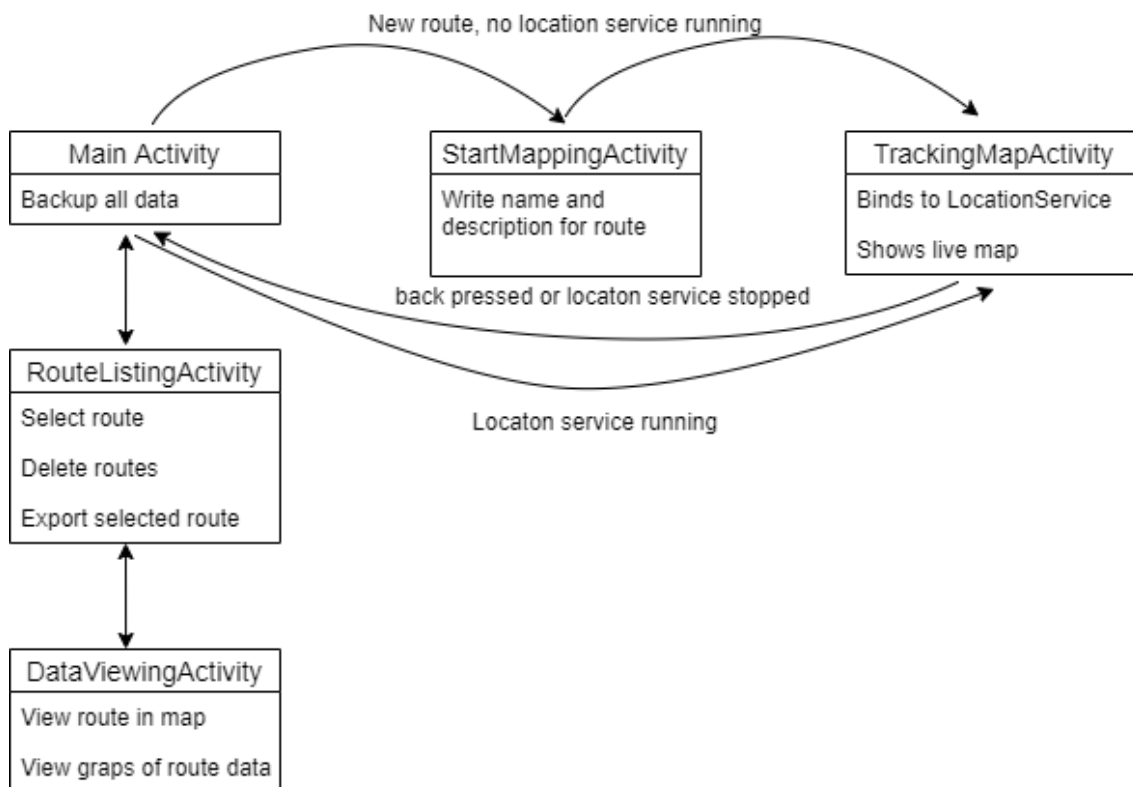 New route, no location service running
Main Activity
Backup all data
StartMappingActivity
Write name and
description for route
TrackingMapActivity
Binds to LocationService
Shows live map
back pressed or locaton service stopped
Locaton service running
RouteListingActivity
Select route
Delete routes
Export selected route
DataViewingActivity
View route in map
View graps of route data